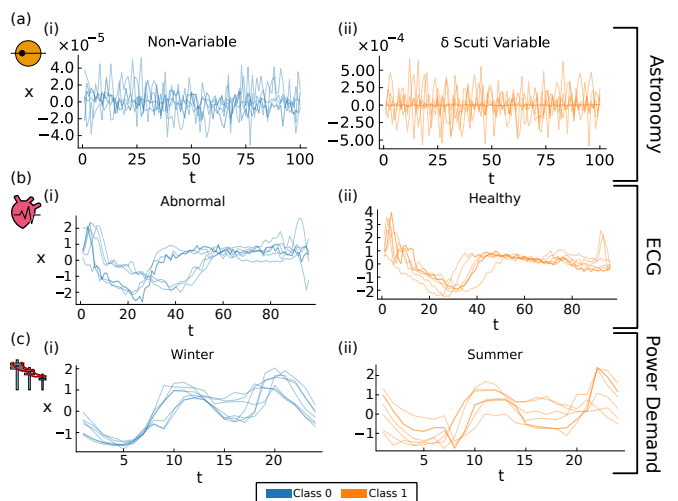 (a)
(i)
×10⁻⁵
Non-Variable
4.0
2.0
0.0
−2.0
−4.0
x
0
25
50
75
100
t
(ii)
×10⁻⁴
δ Scuti Variable
5.00
2.50
0.00
−2.50
−5.00
0
25
50
75
100
t
Astronomy
(b)
(i)
Abnormal
2
1
0
−1
−2
x
0
20
40
60
80
t
(ii)
Healthy
4
3
2
1
0
−1
−2
0
20
40
60
80
t
ECG
(c)
(i)
Winter
2
1
0
−1
x
5
10
15
20
t
(ii)
Summer
2
1
0
−1
5
10
15
20
t
Power Demand
Class 0
Class 1